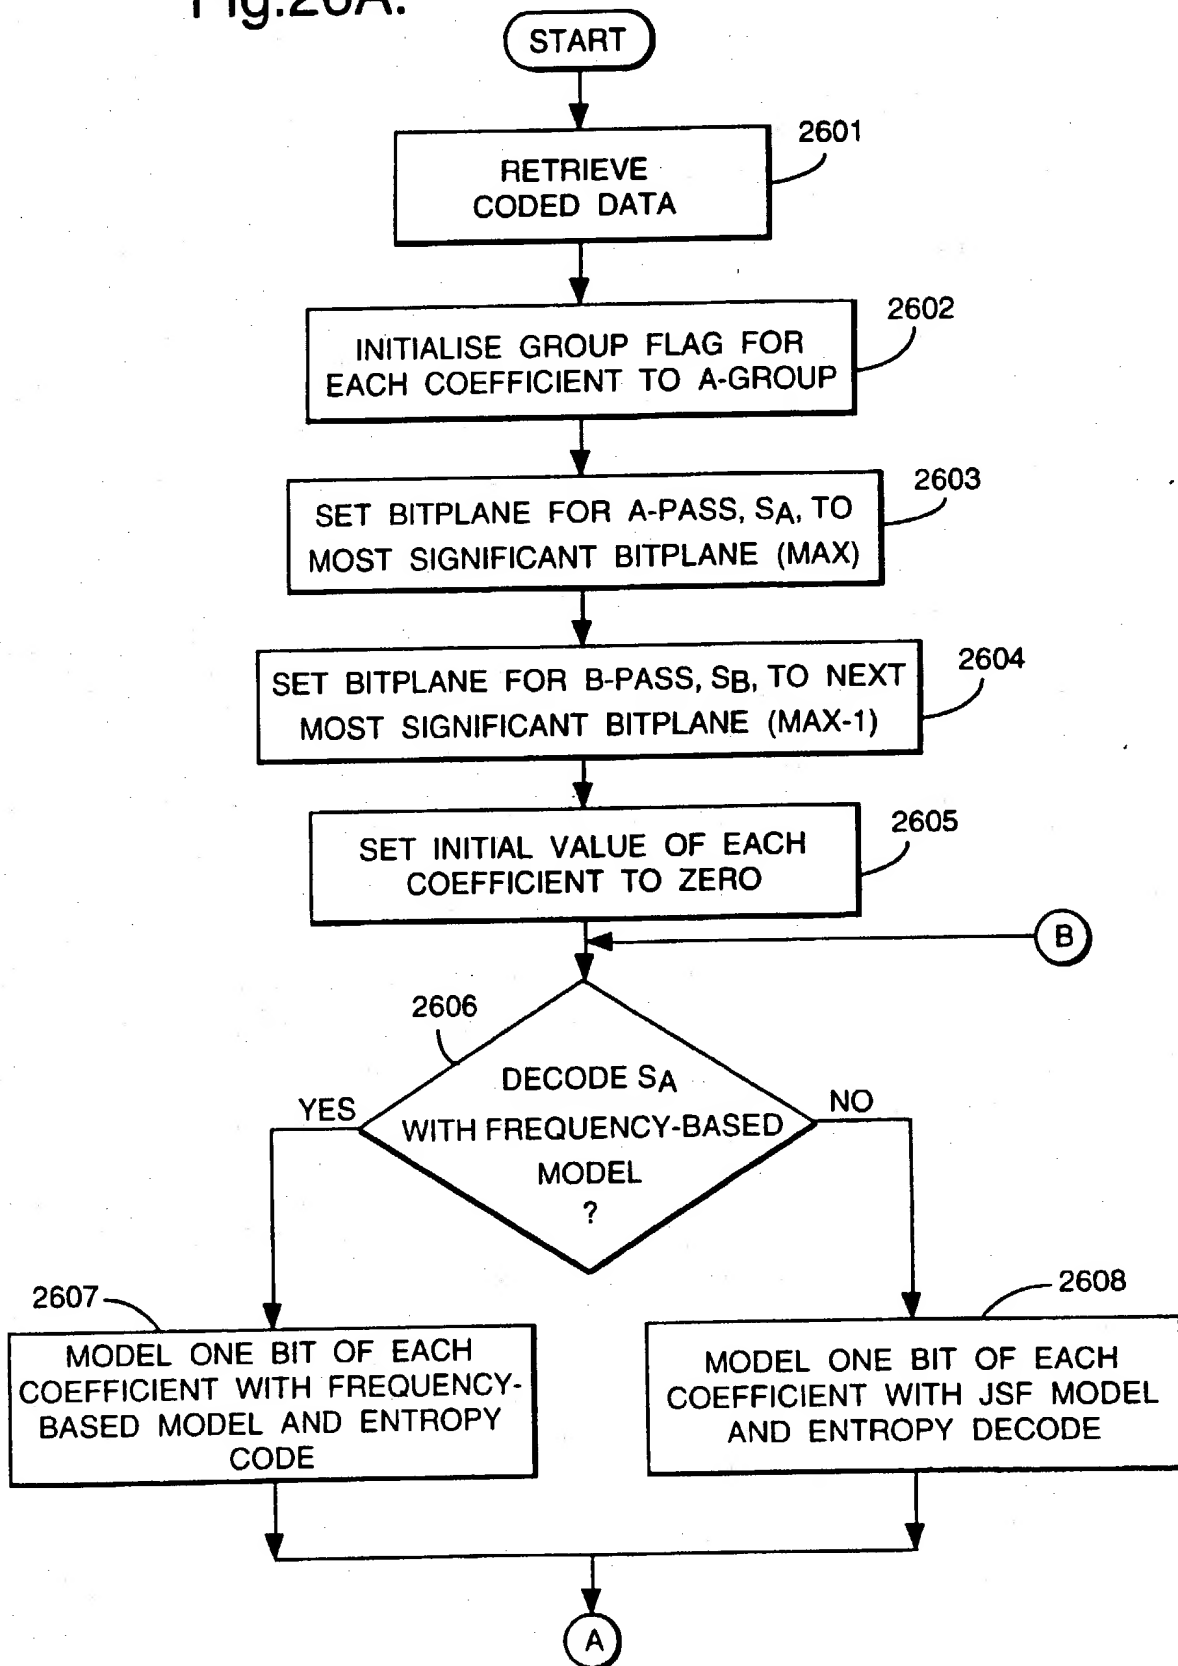 Fig.26A.
START
2601
RETRIEVE
CODED DATA
2602
INITIALISE GROUP FLAG FOR
EACH COEFFICIENT TO A-GROUP
2603
SET BITPLANE FOR A-PASS, SA, TO
MOST SIGNIFICANT BITPLANE (MAX)
2604
SET BITPLANE FOR B-PASS, SB, TO NEXT
MOST SIGNIFICANT BITPLANE (MAX-1)
2605
SET INITIAL VALUE OF EACH
COEFFICIENT TO ZERO
B
2606
DECODE SA
WITH FREQUENCY-BASED
MODEL
?
YES
NO
2607
MODEL ONE BIT OF EACH
COEFFICIENT WITH FREQUENCY-
BASED MODEL AND ENTROPY
CODE
2608
MODEL ONE BIT OF EACH
COEFFICIENT WITH JSF MODEL
AND ENTROPY DECODE
A